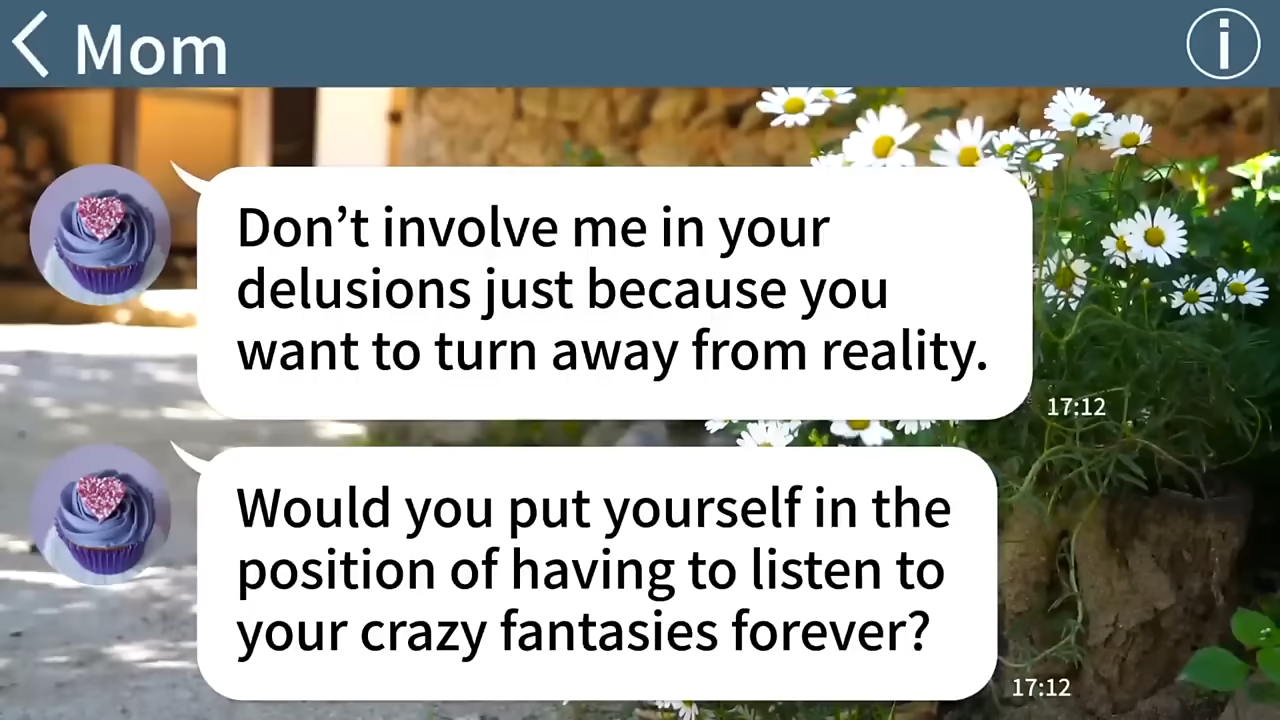 Mom
i
Don’t involve me in your
delusions just because you
want to turn away from reality.
17:12
Would you put yourself in the
position of having to listen to
your crazy fantasies forever?
17:12